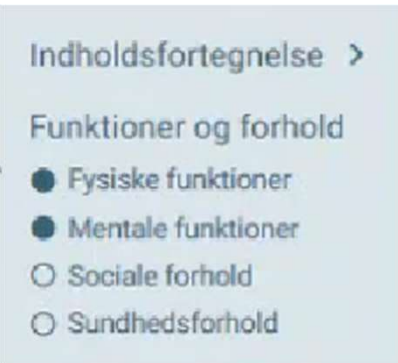 Indholdsfortegnelse >
Funktioner og forhold
Fysiske funktioner
Mentale funktioner
Sociale forhold
Sundhedsforhold